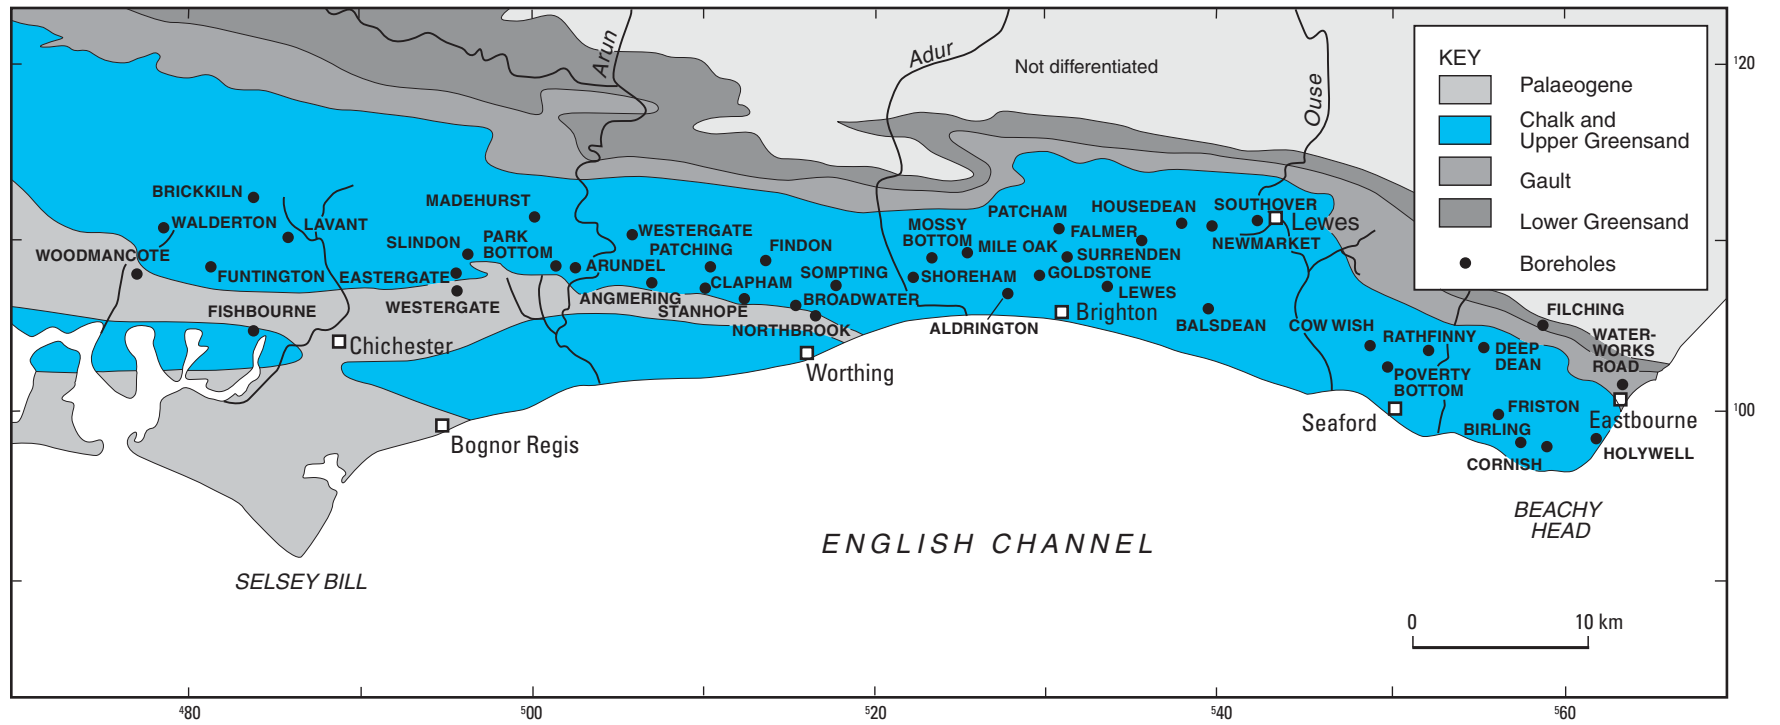 Arun
Adur
Not differentiated
Ouse
KEY
Palaeogene
Chalk and
Upper Greensand
Gault
Lower Greensand
Boreholes
¹20
BRICKKILN
WALDERTON
LAVANT
WOODMANCOTE
FUNTINGTON
FISHBOURNE
MADEHURST
SLINDON
PARK
BOTTOM
EASTERGATE
WESTERGATE
ARUNDEL
WESTERGATE
PATCHING
FINDON
ANGMERING
CLAPHAM
SOMPTING
STANHOPE
BROADWATER
NORTHBROOK
MOSSY
BOTTOM
PATCHAM
HOUSEDEAN
SOUTHOVER
Lewes
MILE OAK
FALMER
NEWMARKET
SURRENDEN
SHOREHAM
GOLDSTONE
LEWES
ALDRINGTON
Brighton
BALSDEAN
COW WISH
RATHFINNY
FILCHING
WATER-
WORKS
ROAD
DEEP
DEAN
POVERTY
BOTTOM
Chichester
Worthing
Bognor Regis
Seaford
FRISTON
BIRLING
Eastbourne
CORNISH
HOLYWELL
¹00
BEACHY
HEAD
ENGLISH CHANNEL
SELSEY BILL
0 10 km
⁴80 ⁵00 ⁵20 ⁵40 ⁵60